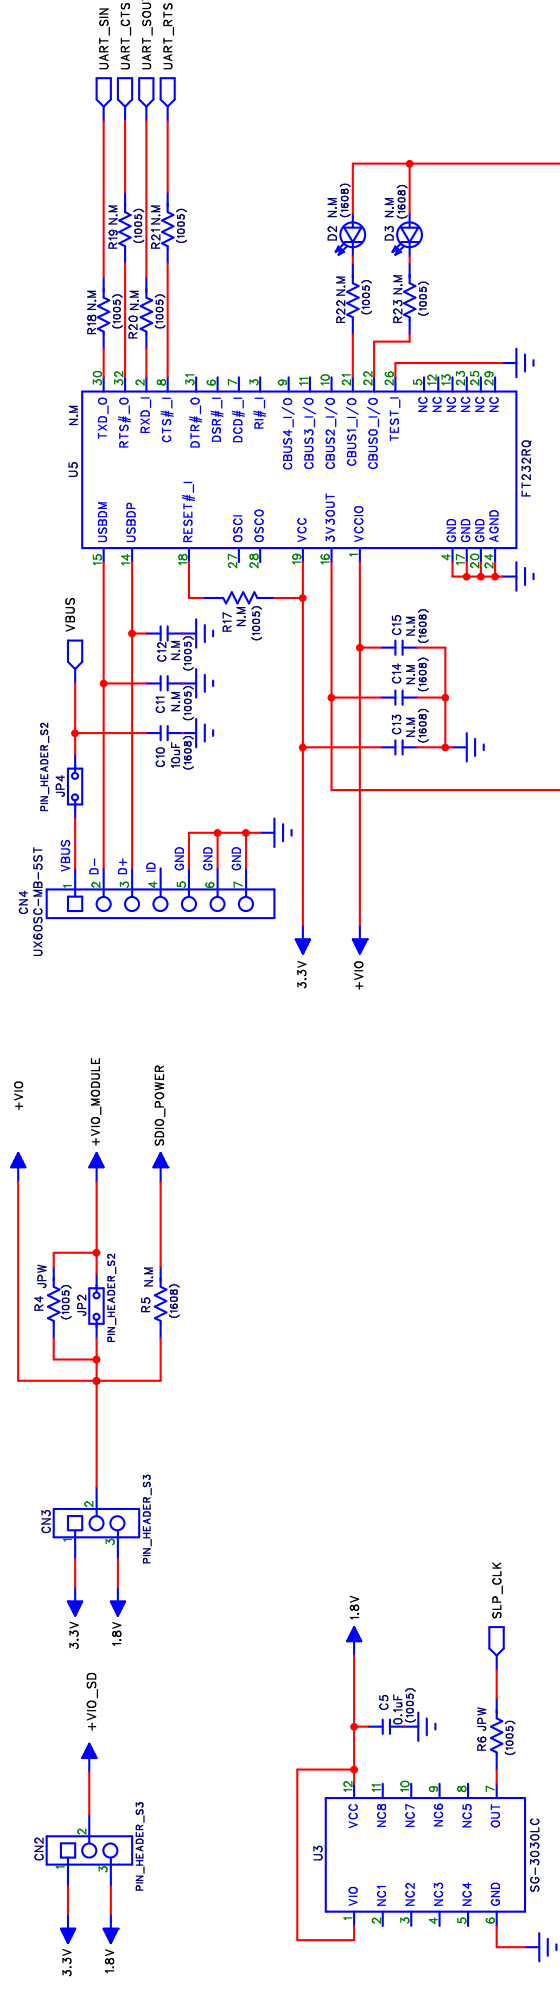 UART_SIN
UART_CTS
UART_SOU
UART_RTS
R18 N.M
(1005)
R19 N.M
(1005)
R20 N.M
(1005)
R21 N.M
(1005)
D2 N.M
(1608)
D3 N.M
(1608)
R22 N.M
(1005)
R23 N.M
(1005)
30
32
2
8
31
6
7
3
9
11
10
21
22
26
5
12
13
23
25
29
N.M
U5
TXD_O
RTS#_O
RXD_I
CTS#_I
DTR#_O
DSR#_I
DCD#_I
RI#_I
CBUS4_I/O
CBUS3_I/O
CBUS2_I/O
CBUS1_I/O
CBUS0_I/O
TEST_I
NC
NC
NC
NC
NC
NC
USBDM
USBDP
RESET#_I
OSCI
OSCO
VCC
3V3OUT
VCCIO
GND
GND
GND
AGND
FT232RQ
15
14
18
27
28
19
16
1
4
17
20
24
VBUS
R17
N.M
(1005)
C12
N.M
(1005)
C11
N.M
(1005)
C10
10uF
(1608)
C15
N.M
(1608)
C14
N.M
(1608)
C13
N.M
(1608)
PIN_HEADER_S2
JP4
CN4
UX60SC-MB-5ST
VBUS
D-
D+
ID
GND
GND
GND
1
2
3
4
5
6
7
3.3V
+VIO
+VIO
+VIO_MODULE
SDIO_POWER
R4 JPW
(1005)
JP2
PIN_HEADER_S2
R5 N.M
(1608)
CN3
1
2
3
PIN_HEADER_S3
3.3V
1.8V
+VIO_SD
CN2
1
2
3
PIN_HEADER_S3
3.3V
1.8V
1.8V
SLP_CLK
C5
0.1uF
(1005)
R6 JPW
(1005)
12
11
10
9
8
7
U3
VCC
NC8
NC7
NC6
NC5
OUT
VIO
NC1
NC2
NC3
NC4
GND
SG-3030LC
1
2
3
4
5
6